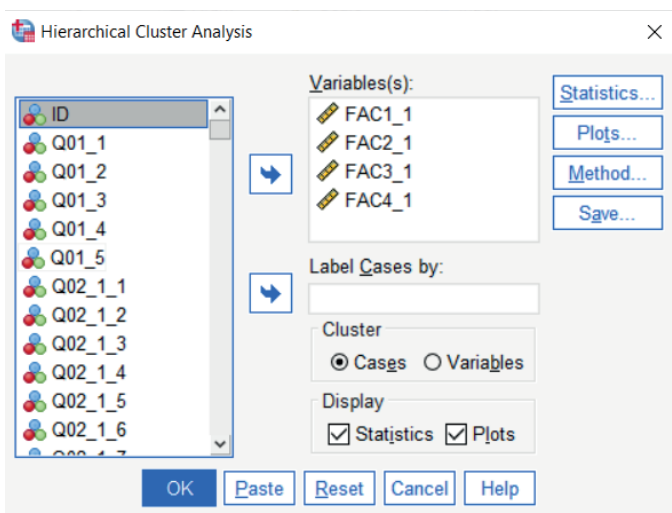 Hierarchical Cluster Analysis
Variables(s):
ID
Q01_1
Q01_2
Q01_3
Q01_4
Q01_5
Q02_1_1
Q02_1_2
Q02_1_3
Q02_1_4
Q02_1_5
Q02_1_6
FAC1_1
FAC2_1
FAC3_1
FAC4_1
Label Cases by:
Cluster
Cases Variables
Display
Statistics Plots
Statistics...
Plots...
Method...
Save...
OK Paste Reset Cancel Help